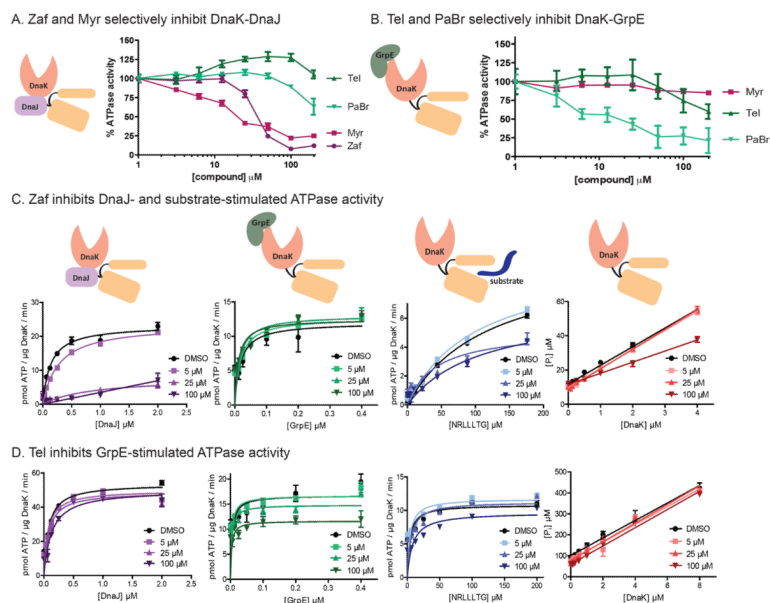 A. Zaf and Myr selectively inhibit DnaK-DnaJ
DnaK
DnaJ
% ATPase activity
150
125
100
75
50
25
0
10
100
[compound] μM
Tel
PaBr
Myr
Zaf
B. Tel and PaBr selectively inhibit DnaK-GrpE
GrpE
DnaK
% ATPase activity
150
125
100
75
50
25
0
1
10
100
[compound] μM
Myr
Tel
PaBr
C. Zaf inhibits DnaJ- and substrate-stimulated ATPase activity
DnaK
DnaJ
GrpE
DnaK
DnaK
substrate
DnaK
pmol ATP / μg DnaK / min
30
20
10
0
0.0
0.5
1.0
1.5
2.0
[DnaJ] μM
DMSO
5 μM
25 μM
100 μM
pmol ATP / μg DnaK / min
15
10
5
0
0.0
0.1
0.2
0.3
0.4
[GrpE] μM
DMSO
5 μM
25 μM
100 μM
pmol ATP / μg DnaK / min
6
4
2
0
0
50
100
150
200
[NRLLLTG] μM
DMSO
5 μM
25 μM
100 μM
[Pᵢ] μM
60
40
20
0
0
1
2
3
4
[DnaK] μM
DMSO
5 μM
25 μM
100 μM
D. Tel inhibits GrpE-stimulated ATPase activity
pmol ATP / μg DnaK / min
60
40
20
0
0.0
0.5
1.0
1.5
2.0
[DnaJ] μM
DMSO
5 μM
25 μM
100 μM
pmol ATP / μg DnaK / min
20
15
10
5
0
0.0
0.1
0.2
0.3
0.4
[GrpE] μM
DMSO
5 μM
25 μM
100 μM
pmol ATP / μg DnaK / min
15
10
5
0
0
50
100
150
200
[NRLLLTG] μM
DMSO
5 μM
25 μM
100 μM
[Pᵢ] μM
500
400
300
200
100
0
0
2
4
6
8
[DnaK] μM
DMSO
5 μM
25 μM
100 μM